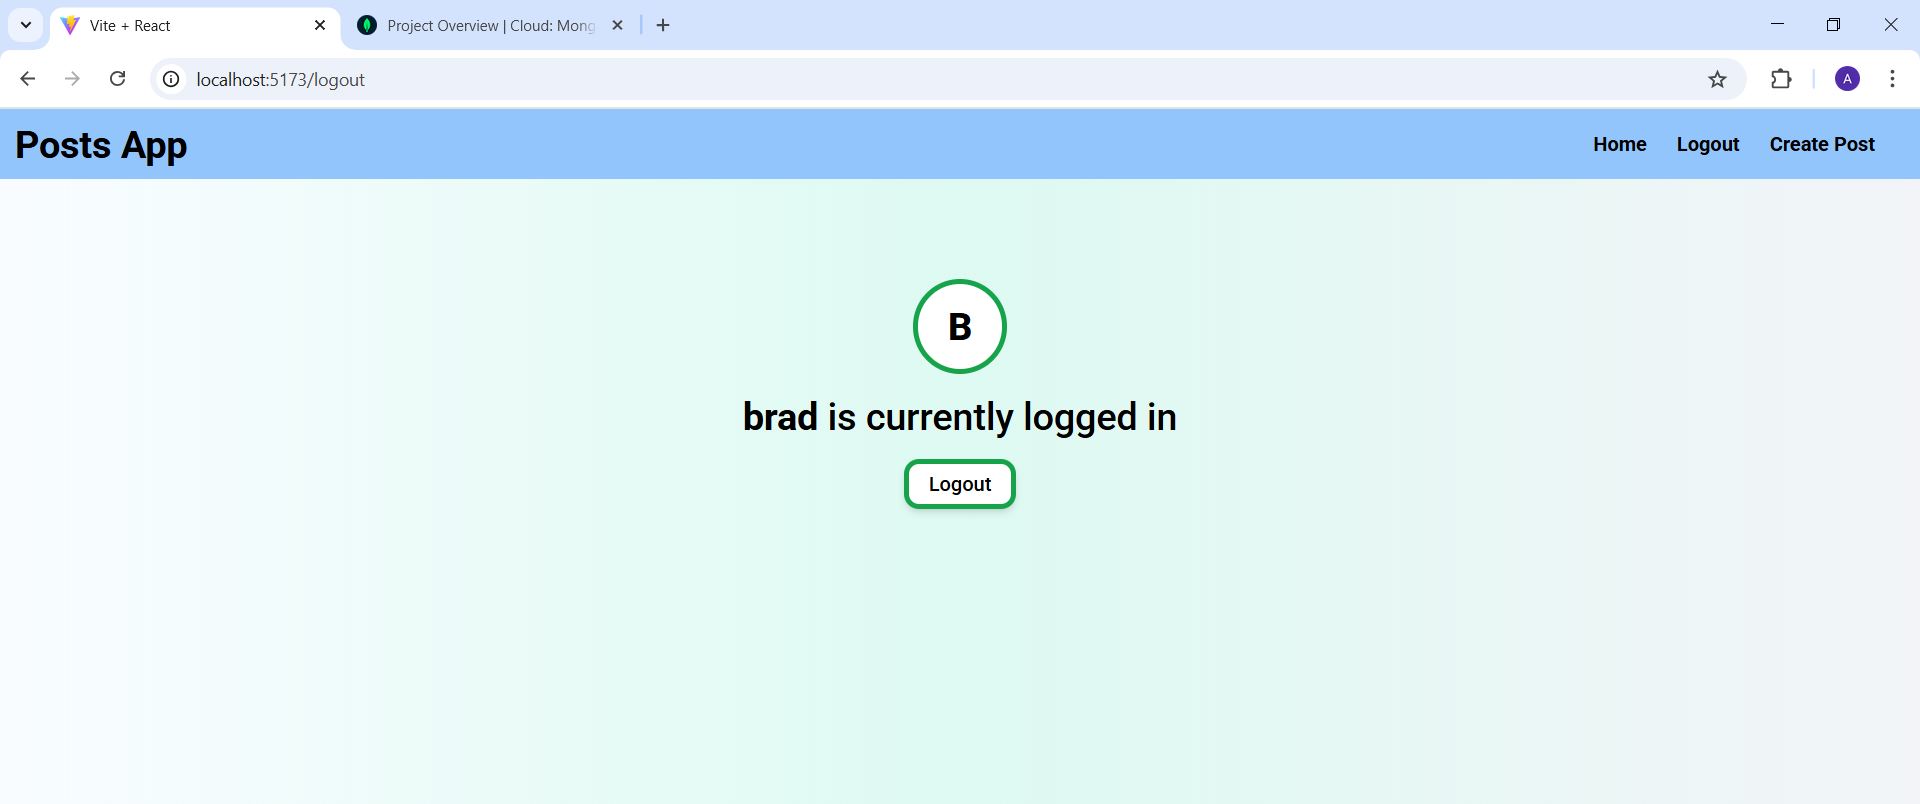 Vite + React
Project Overview | Cloud: Mong
localhost:5173/logout
A
Posts App
Home Logout Create Post
B
brad is currently logged in
Logout